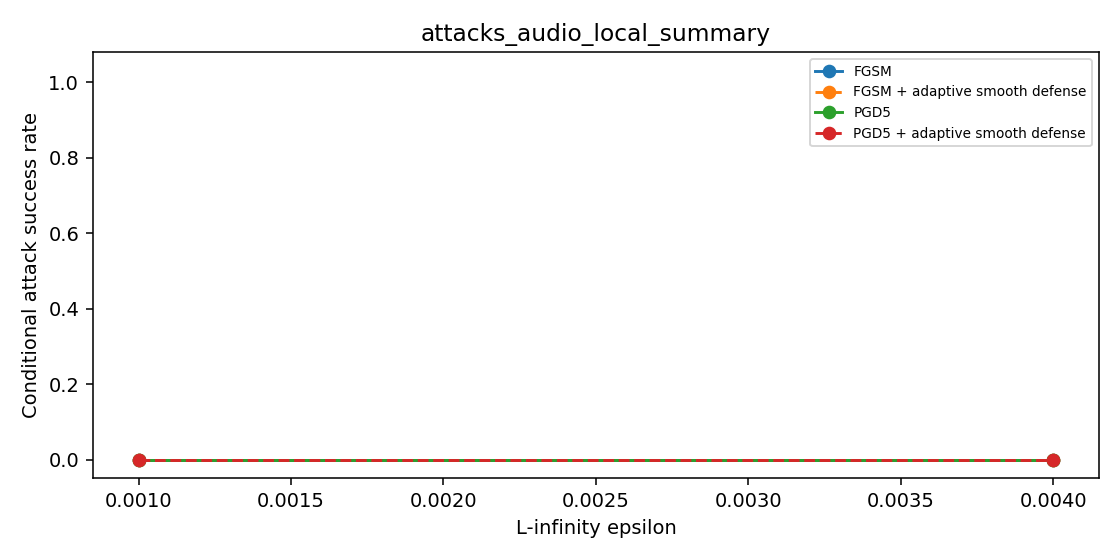 attacks_audio_local_summary
FGSM
FGSM + adaptive smooth defense
PGD5
PGD5 + adaptive smooth defense
Conditional attack success rate
1.0
0.8
0.6
0.4
0.2
0.0
0.0010 0.0015 0.0020 0.0025 0.0030 0.0035 0.0040
L-infinity epsilon